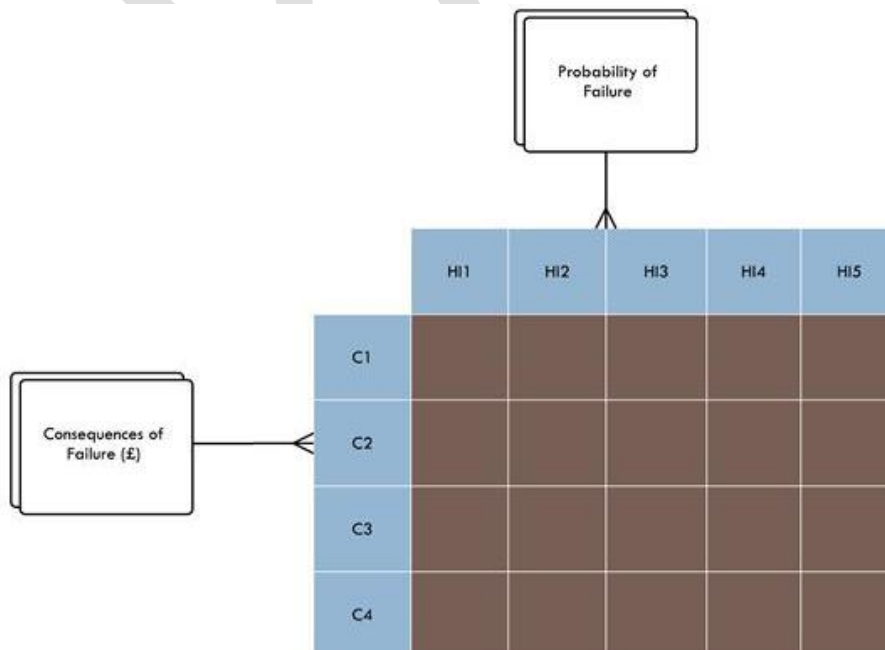 Probability of
Failure
HI1 HI2 HI3 HI4 HI5
C1
Consequences of
Failure (£)
C2
C3
C4